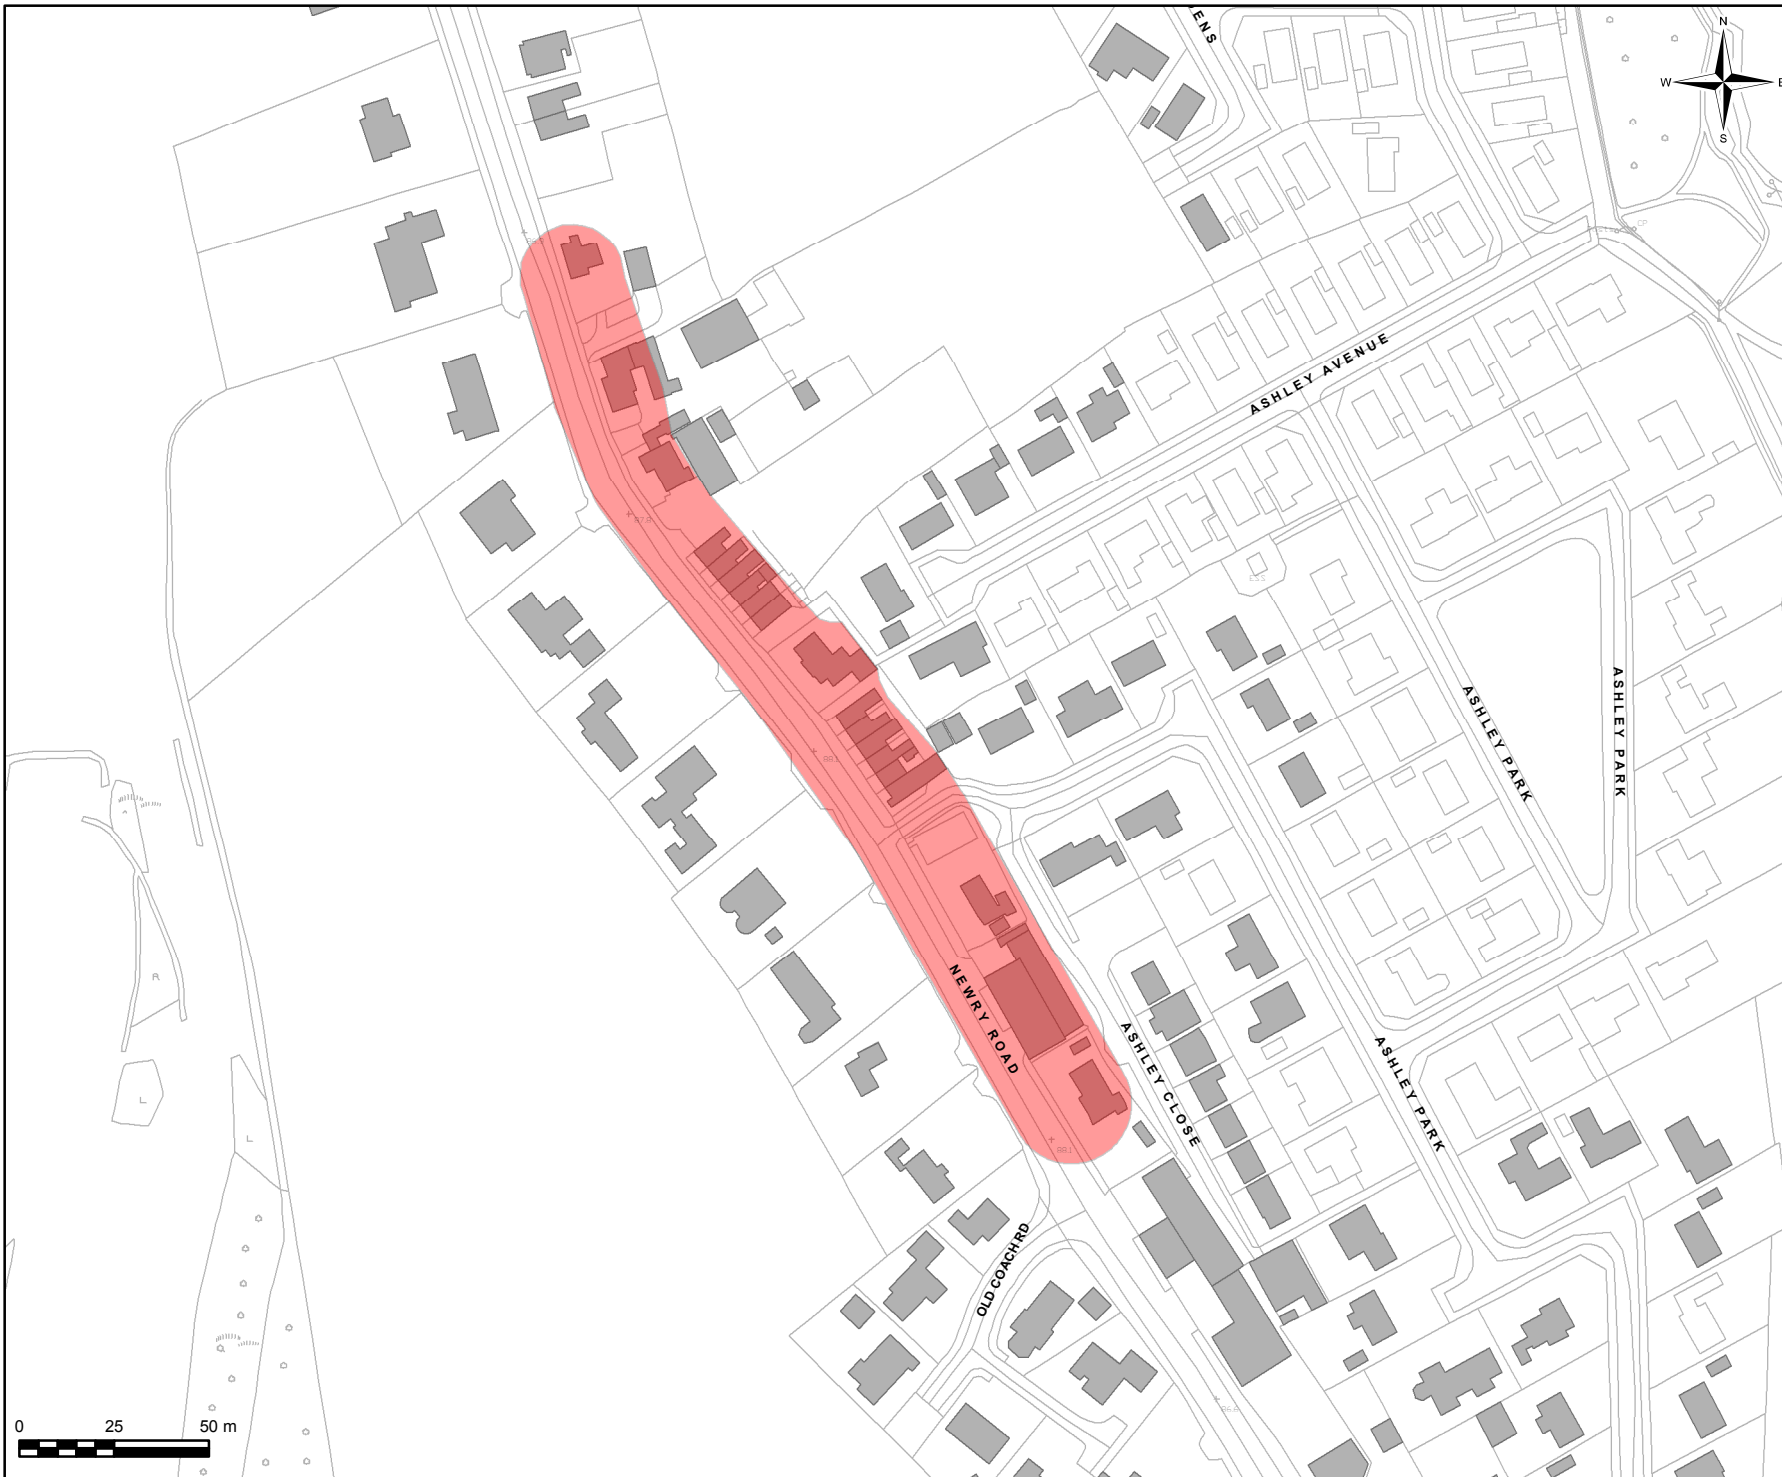 ENS
N
W
E
S
ASHLEY AVENUE
ASHLEY PARK
ASHLEY PARK
NEWRY ROAD
ASHLEY CLOSE
ASHLEY PARK
OLD COACH RD
0 25 50 m